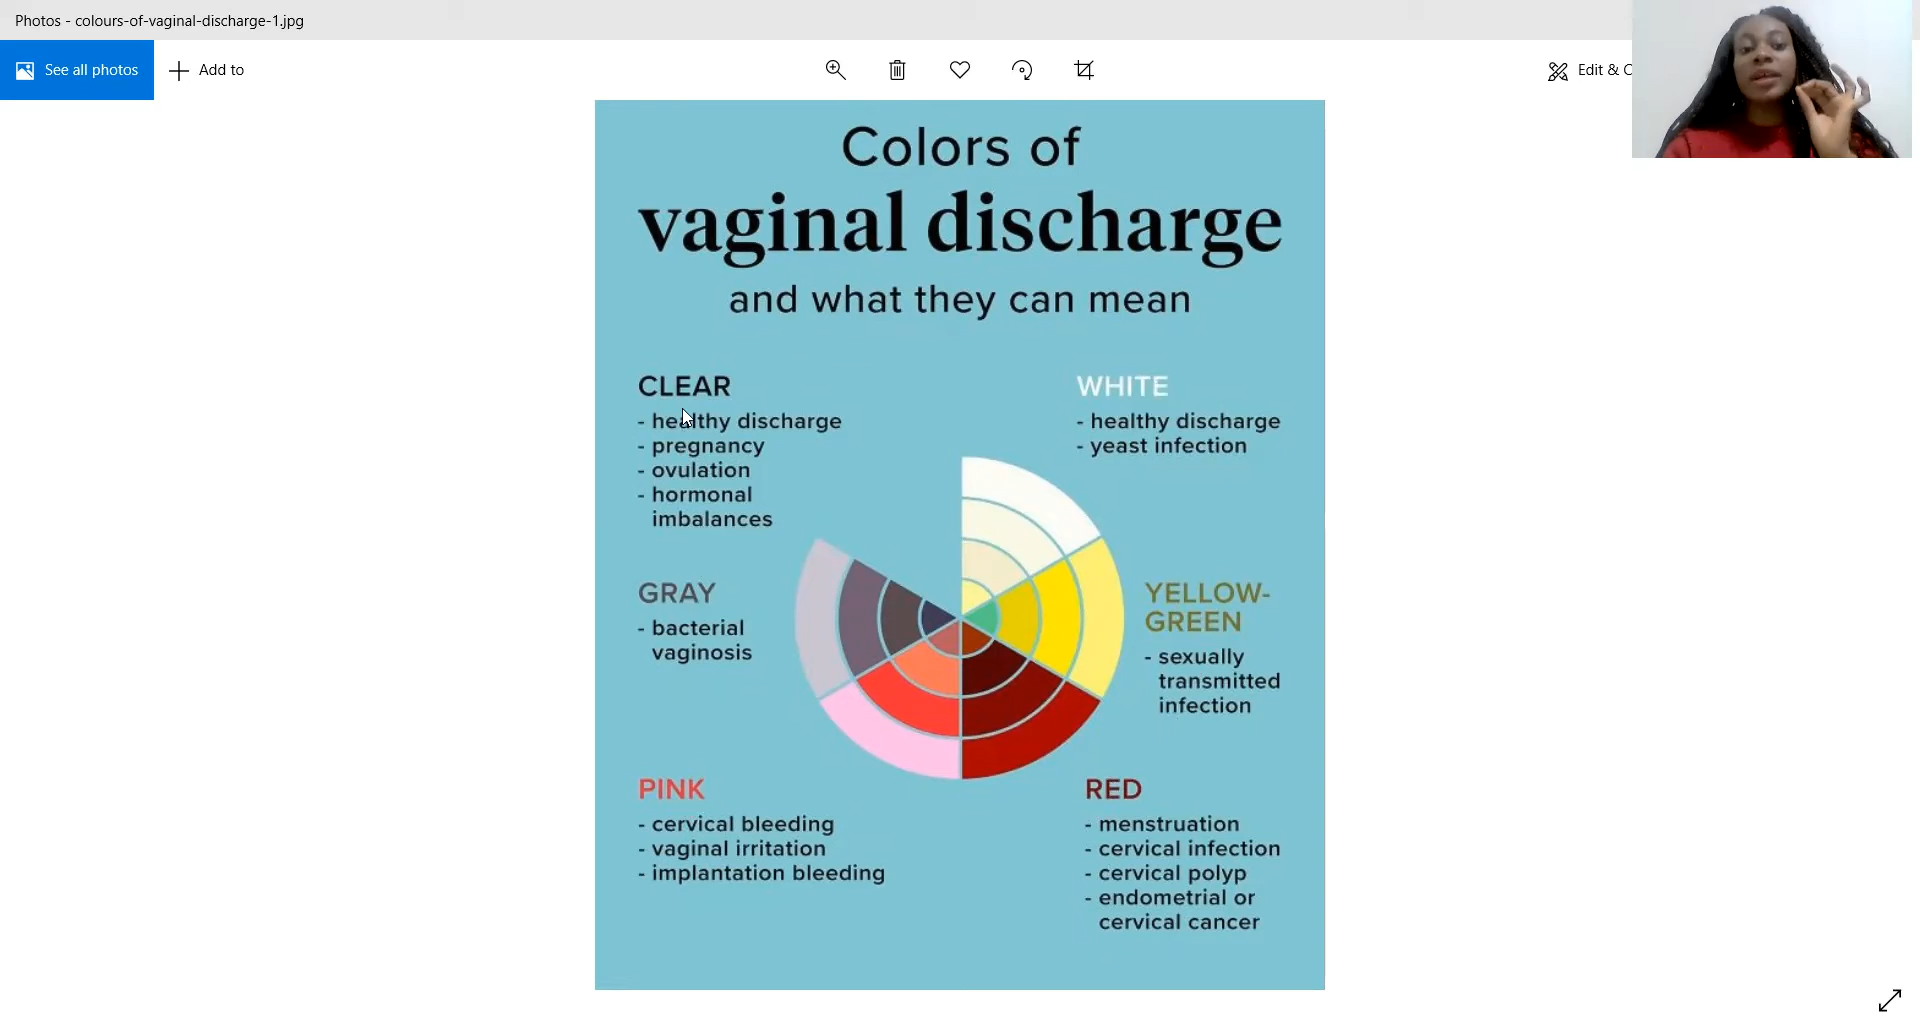 Photos - colours-of-vaginal-discharge-1.jpg
See all photos
Add to
Edit & C
Colors of
vaginal discharge
and what they can mean
CLEAR
- healthy discharge
- pregnancy
- ovulation
- hormonal
imbalances
WHITE
- healthy discharge
- yeast infection
GRAY
- bacterial
vaginosis
YELLOW-
GREEN
- sexually
transmitted
infection
PINK
- cervical bleeding
- vaginal irritation
- implantation bleeding
RED
- menstruation
- cervical infection
- cervical polyp
- endometrial or
cervical cancer